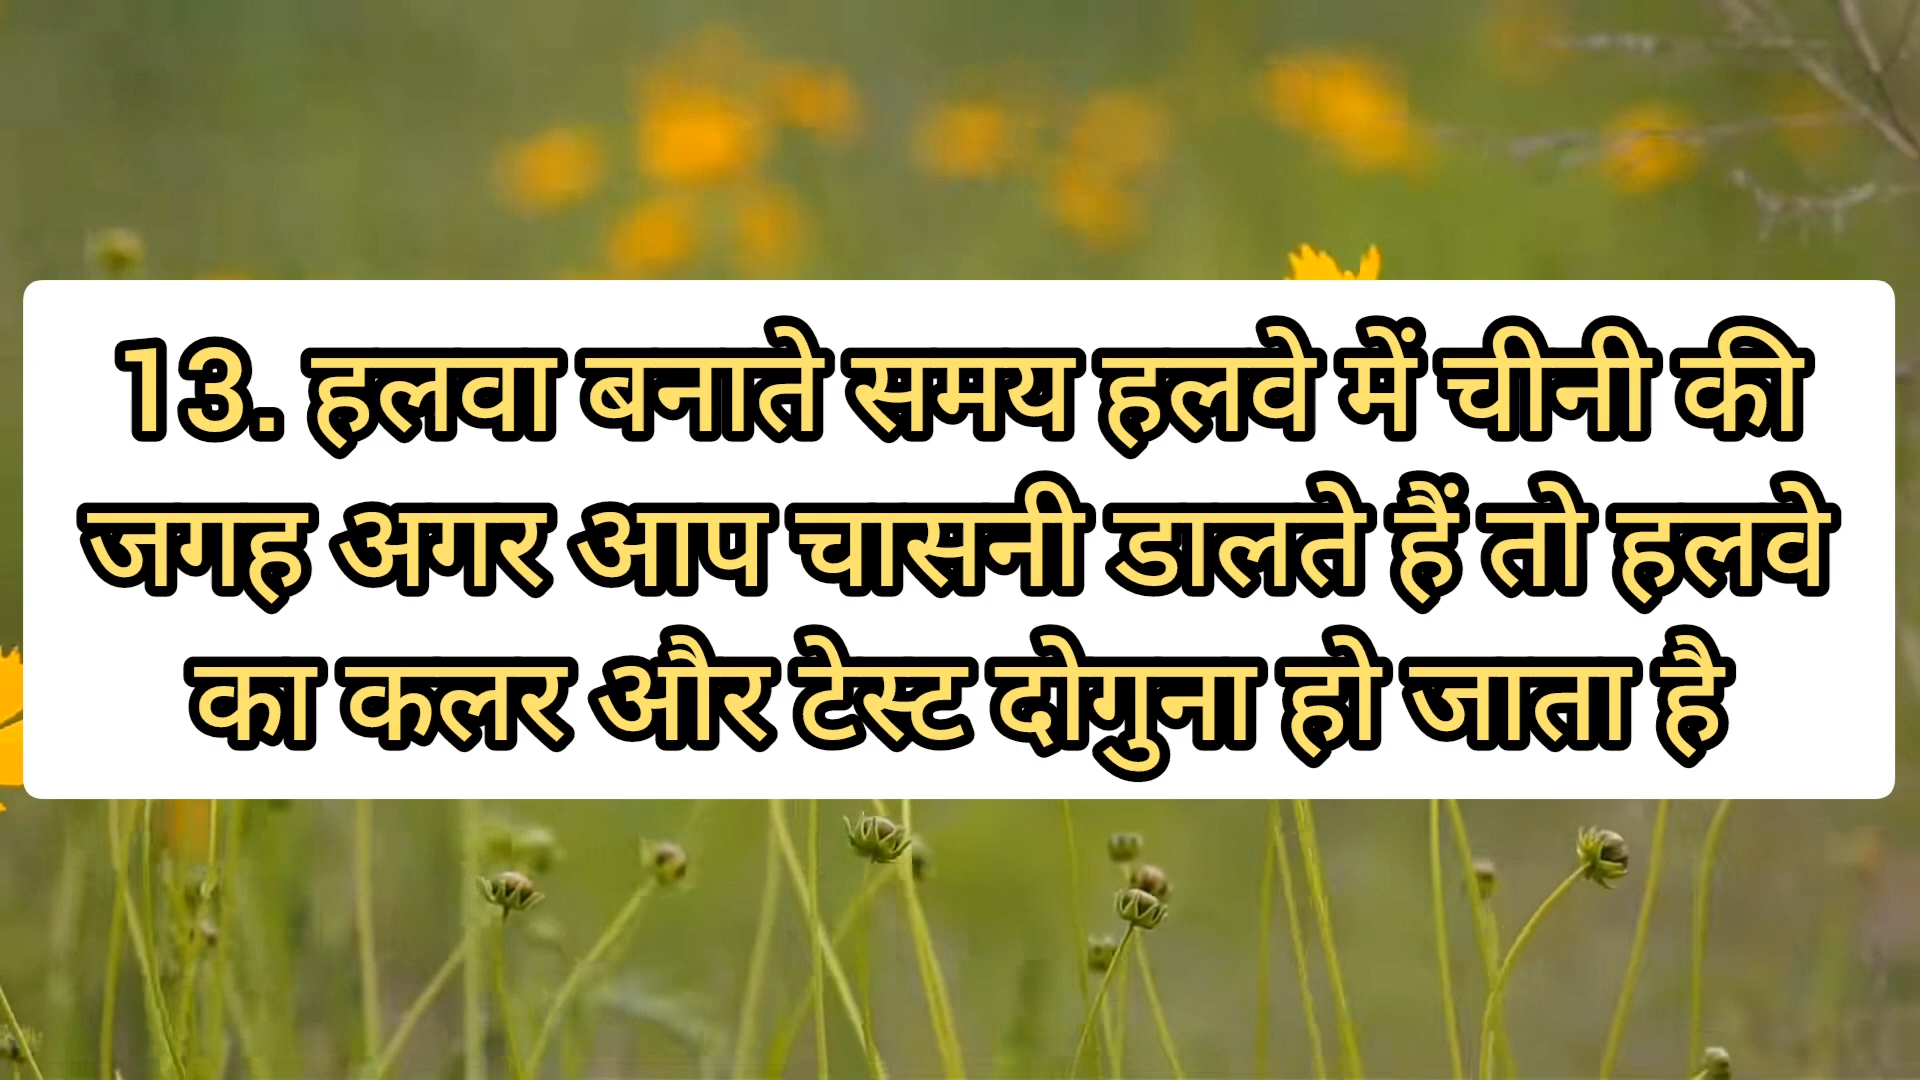 13. हलवा बनाते समय हलवे में चीनी की
जगह अगर आप चासनी डालते हैं तो हलवे
का कलर और टेस्ट दोगुना हो जाता है